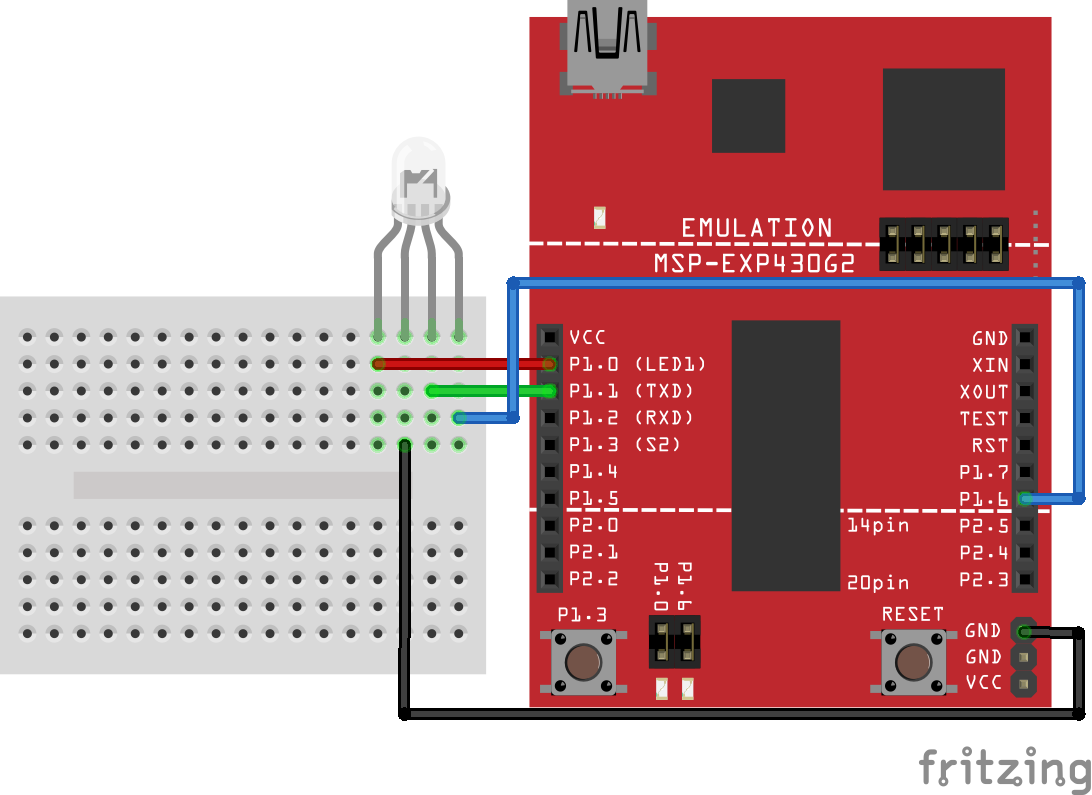 EMULATION
MSP-EXP430G2
VCC
P1.0 (LED1)
P1.1 (TXD)
P1.2 (RXD)
P1.3 (S2)
P1.4
P1.5
P2.0
P2.1
P2.2
GND
XIN
XOUT
TEST
RST
P1.7
P1.6
P2.5
P2.4
P2.3
14pin
20pin
P1.0
P1.6
P1.3
RESET
GND
GND
VCC
fritzing